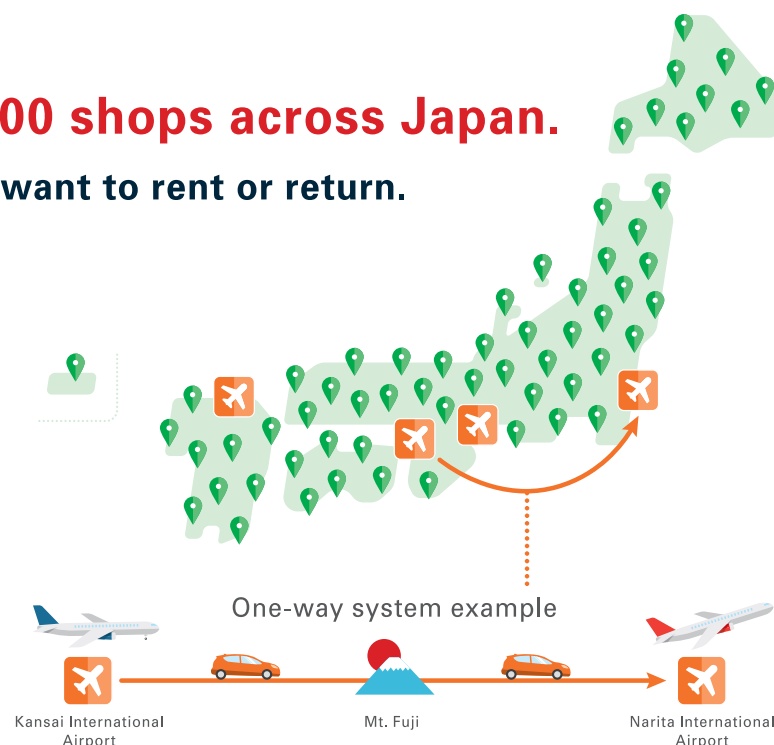 00 shops across Japan.
want to rent or return.
One-way system example
Kansai International
Airport
Mt. Fuji
Narita International
Airport